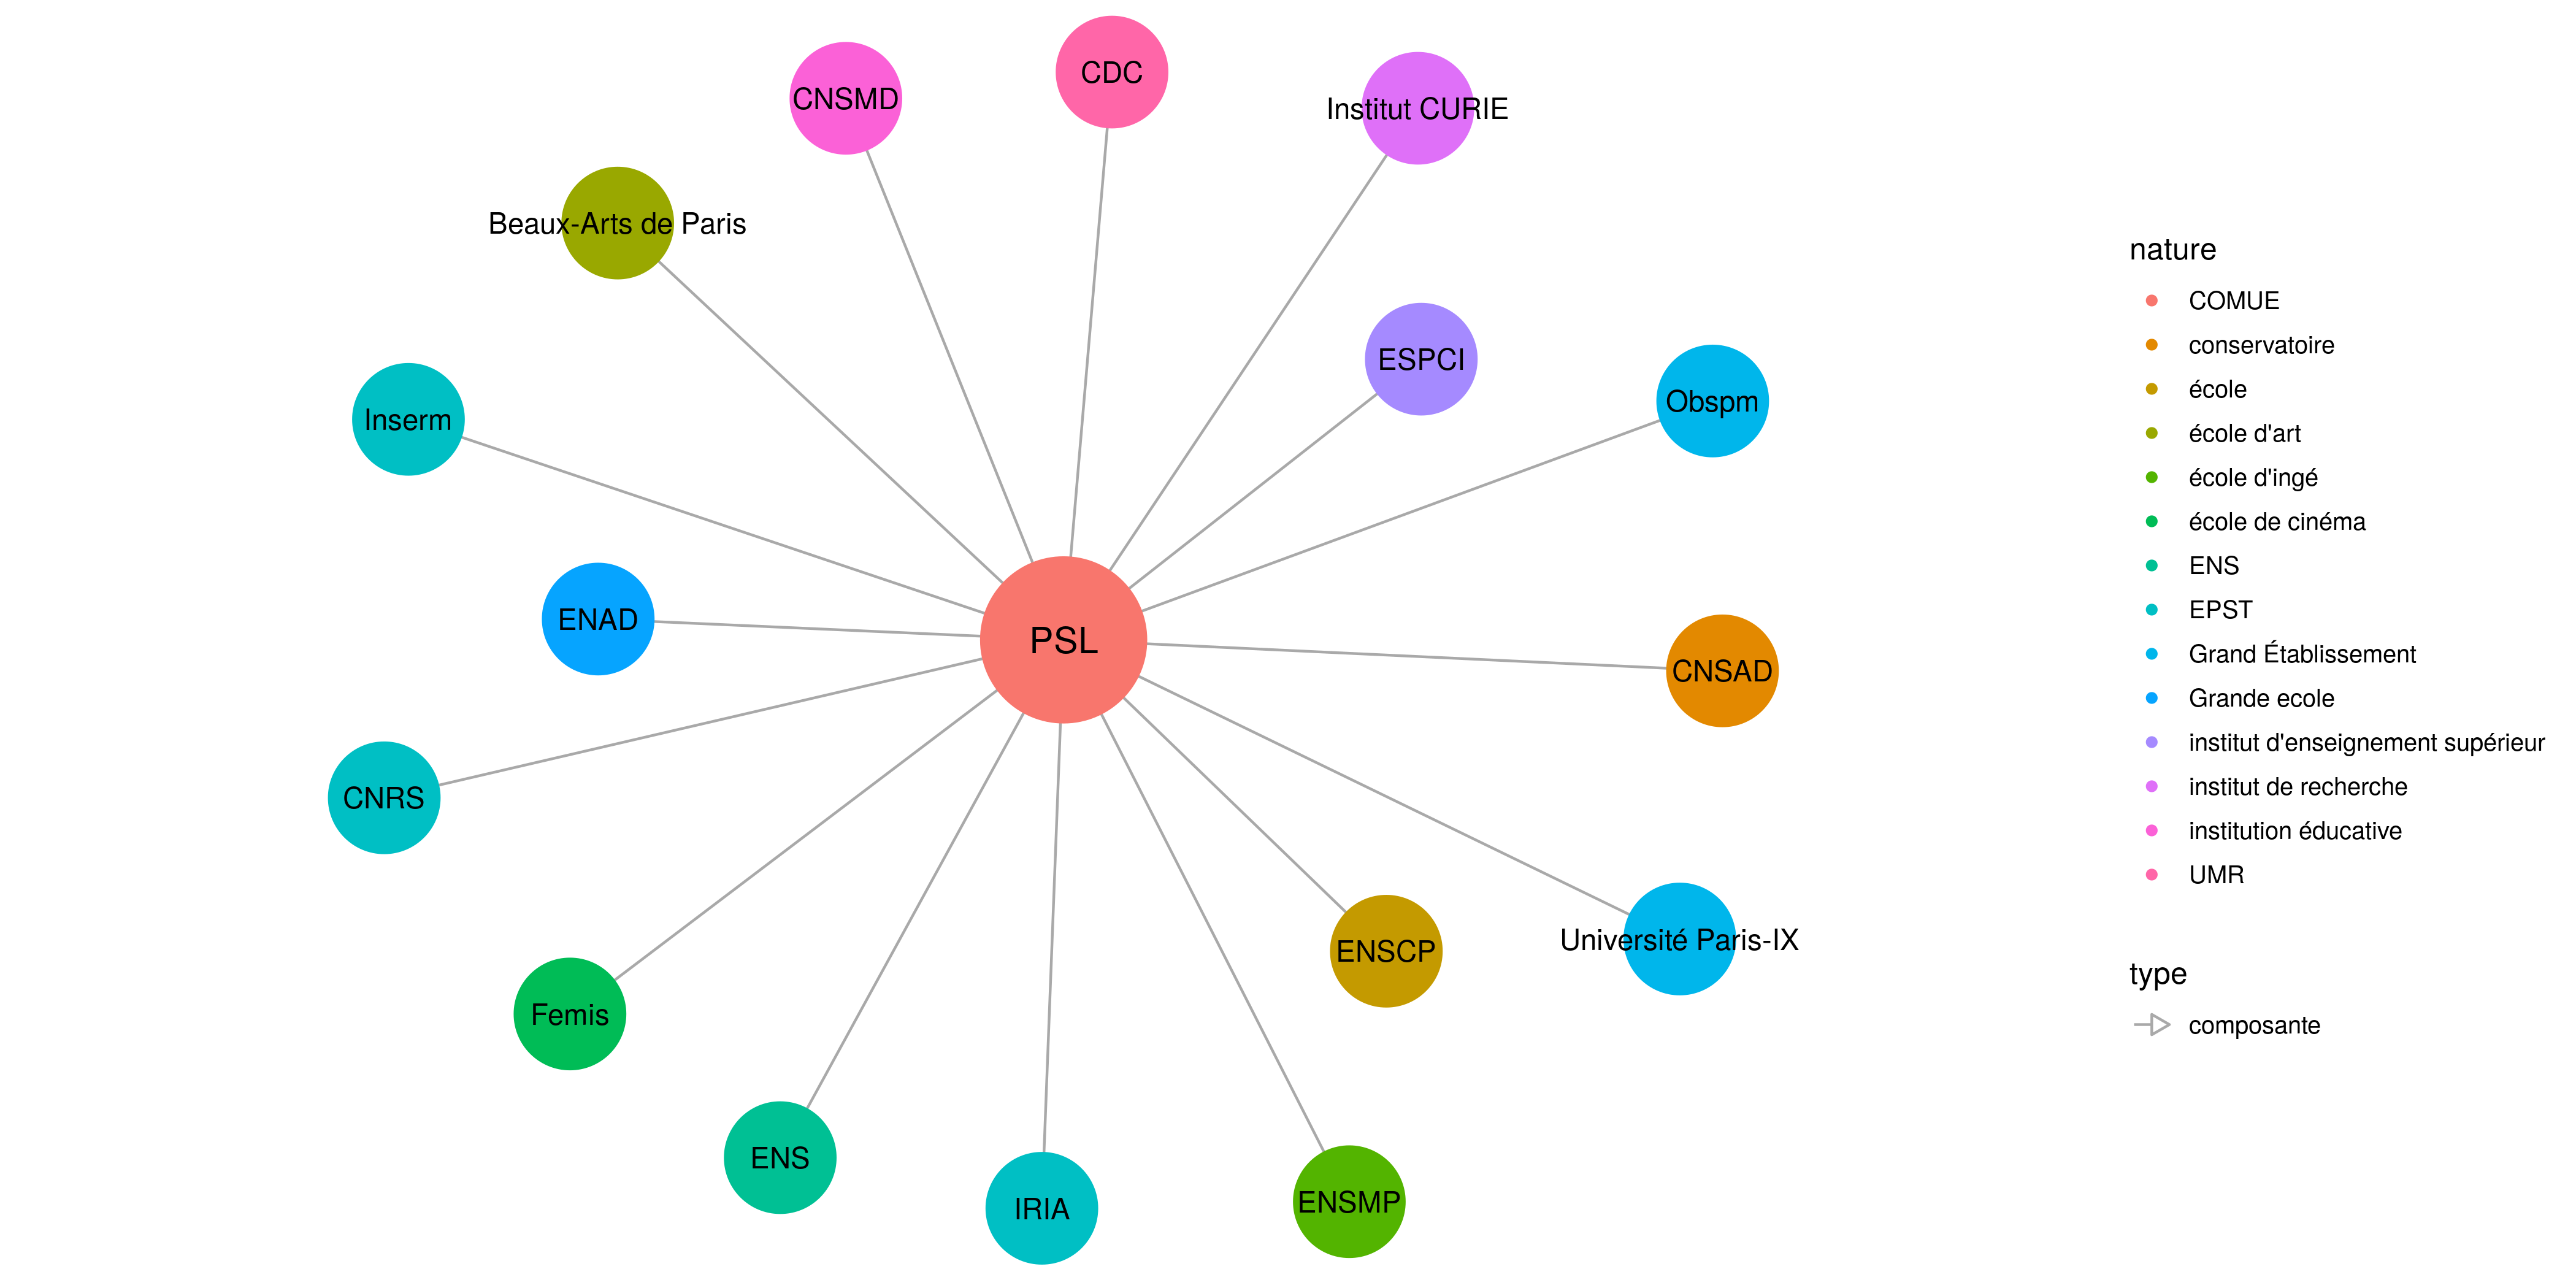 CDC
CNSMD
Institut CURIE
Beaux-Arts de Paris
ESPCI
Obspm
Inserm
ENAD
PSL
CNSAD
CNRS
Université Paris-IX
ENSCP
Femis
ENS
IRIA
ENSMP
nature
COMUE
conservatoire
école
école d'art
école d'ingé
école de cinéma
ENS
EPST
Grand Établissement
Grande ecole
institut d'enseignement supérieur
institut de recherche
institution éducative
UMR
type
composante